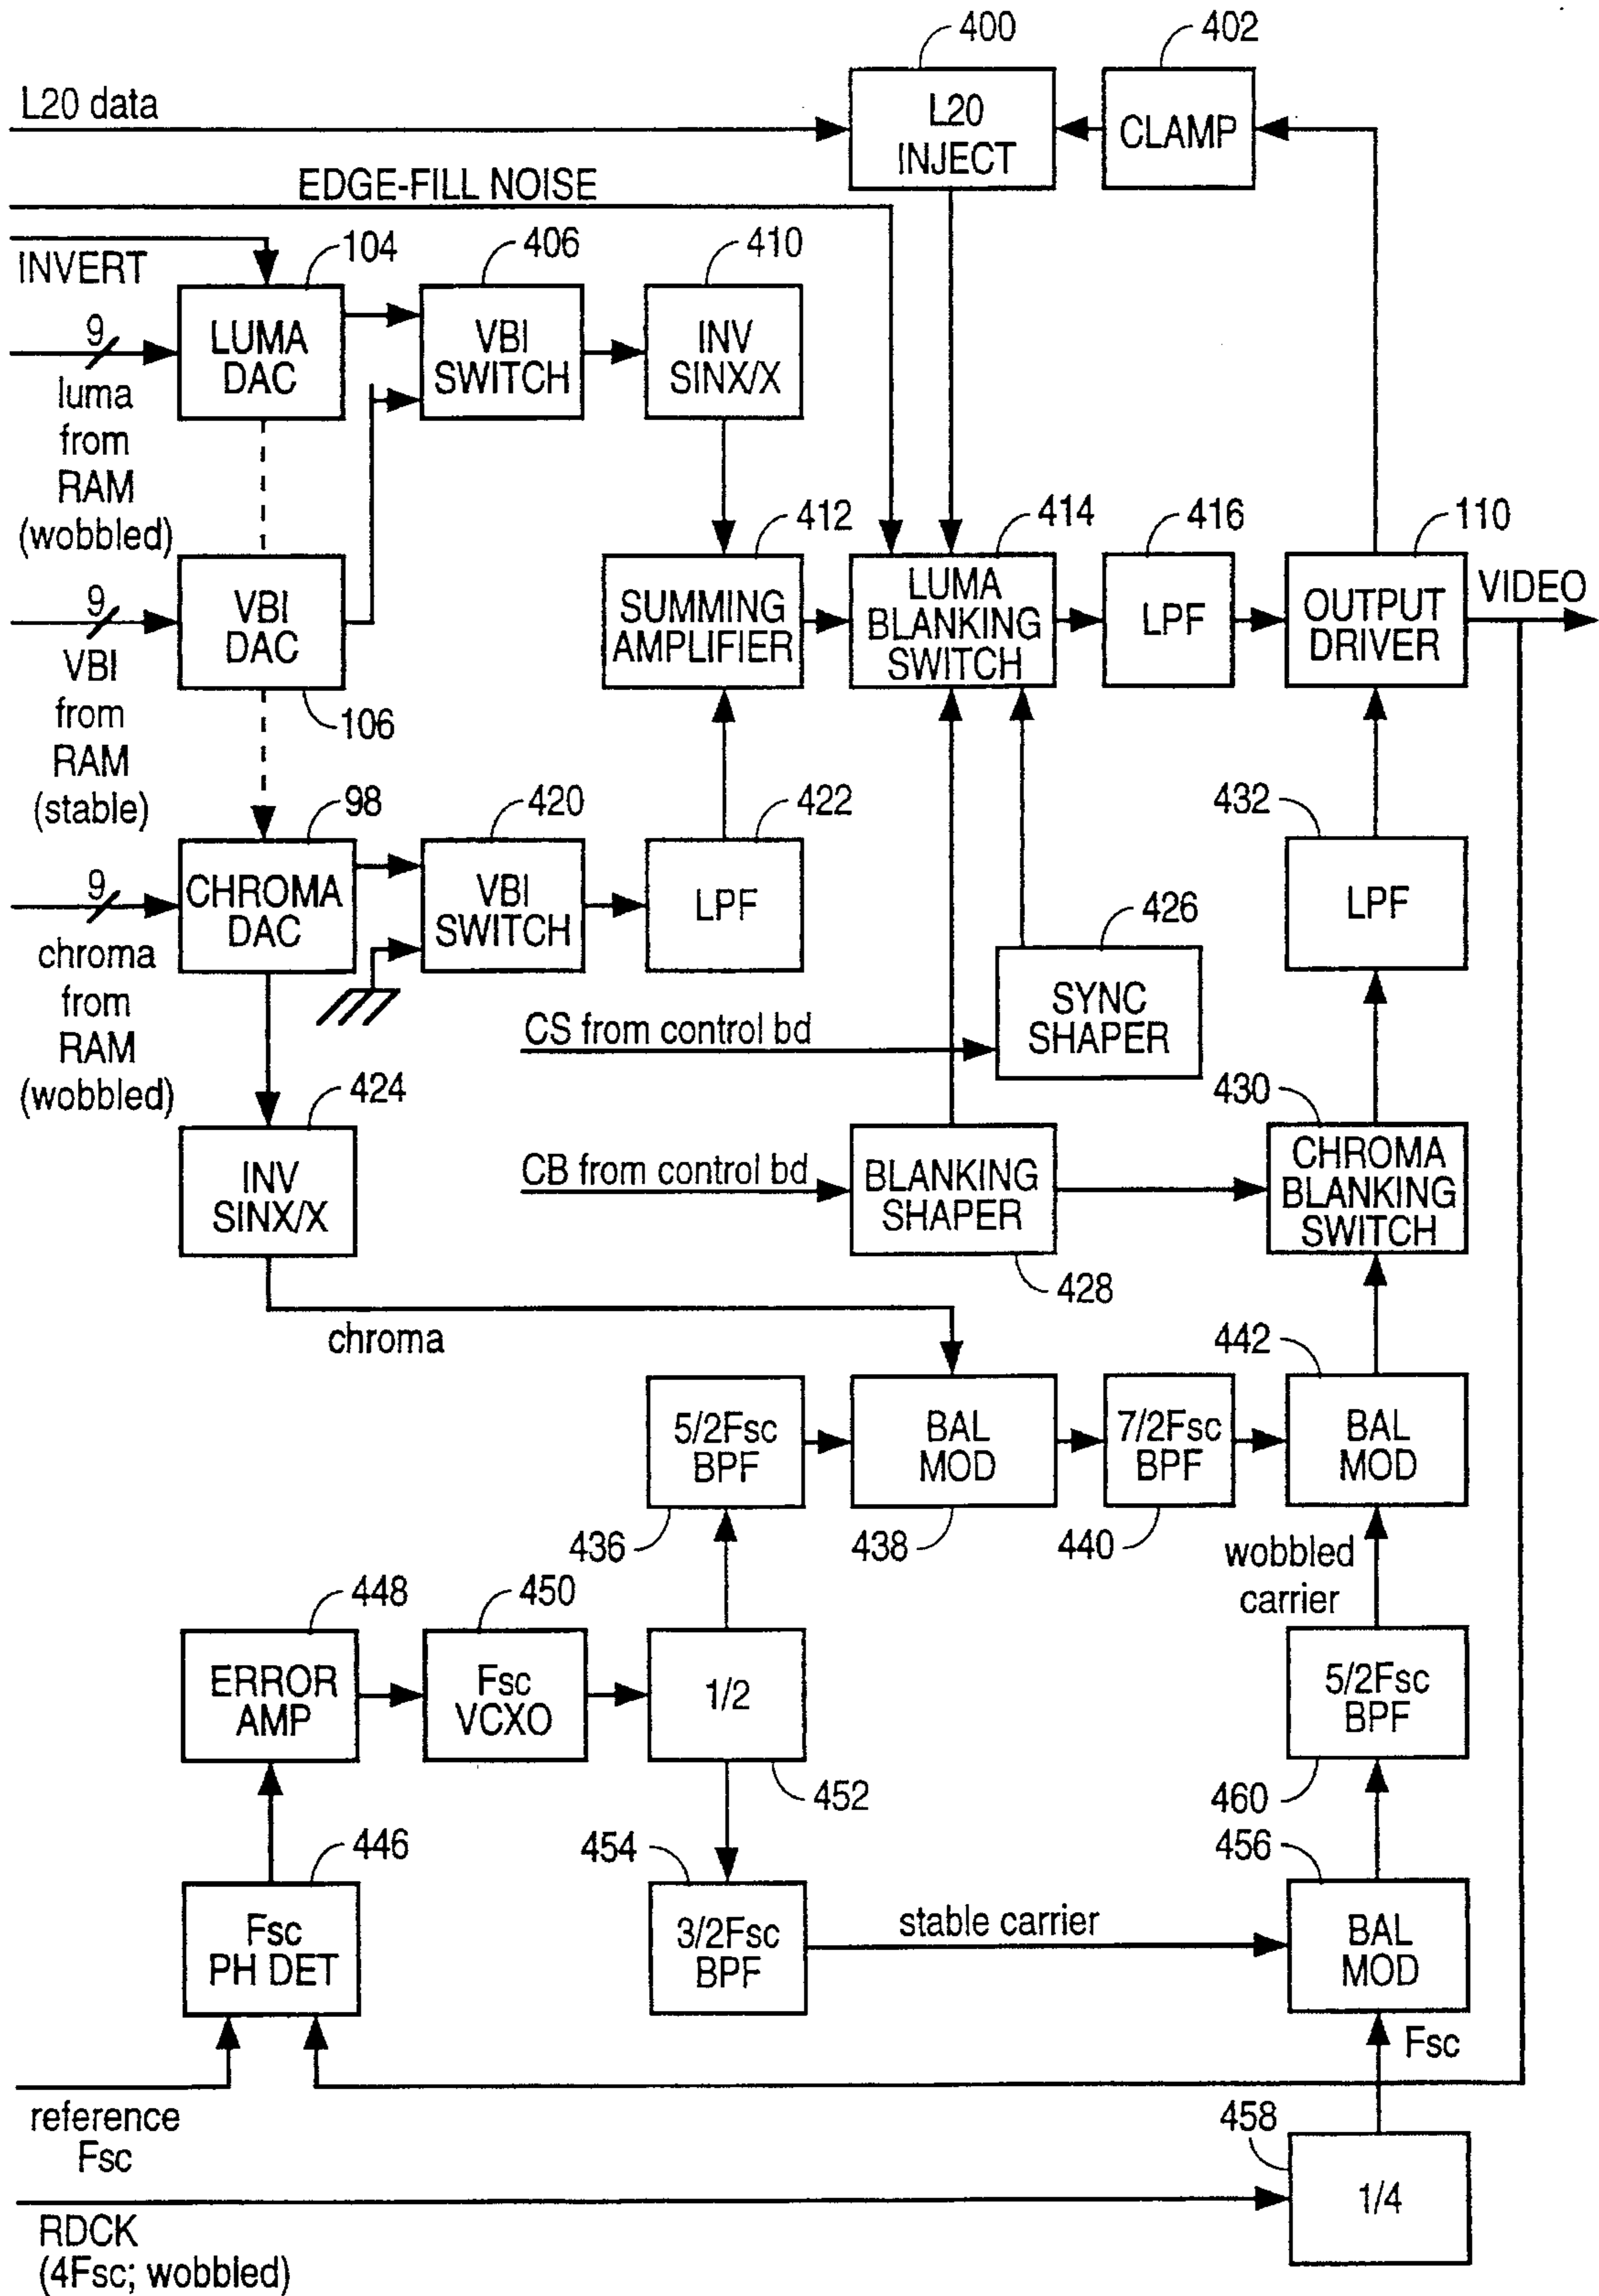 400
402
L20 data
L20
INJECT
CLAMP
EDGE-FILL NOISE
INVERT
104
406
410
9
LUMA
DAC
VBI
SWITCH
INV
SINX/X
luma
from
RAM
(wobbled)
412
414
416
110
9
VBI
DAC
SUMMING
AMPLIFIER
LUMA
BLANKING
SWITCH
LPF
OUTPUT
DRIVER
VIDEO
VBI
from
RAM
(stable)
106
98
420
422
432
9
CHROMA
DAC
VBI
SWITCH
LPF
LPF
426
chroma
from
RAM
(wobbled)
CS from control bd
SYNC
SHAPER
424
430
INV
SINX/X
CB from control bd
BLANKING
SHAPER
CHROMA
BLANKING
SWITCH
428
chroma
442
5/2Fsc
BPF
BAL
MOD
7/2Fsc
BPF
BAL
MOD
436
438
440
wobbled
carrier
448
450
ERROR
AMP
Fsc
VCXO
1/2
5/2Fsc
BPF
452
460
446
454
456
Fsc
PH DET
3/2Fsc
BPF
stable carrier
BAL
MOD
Fsc
reference
Fsc
458
1/4
RDCK
(4Fsc; wobbled)